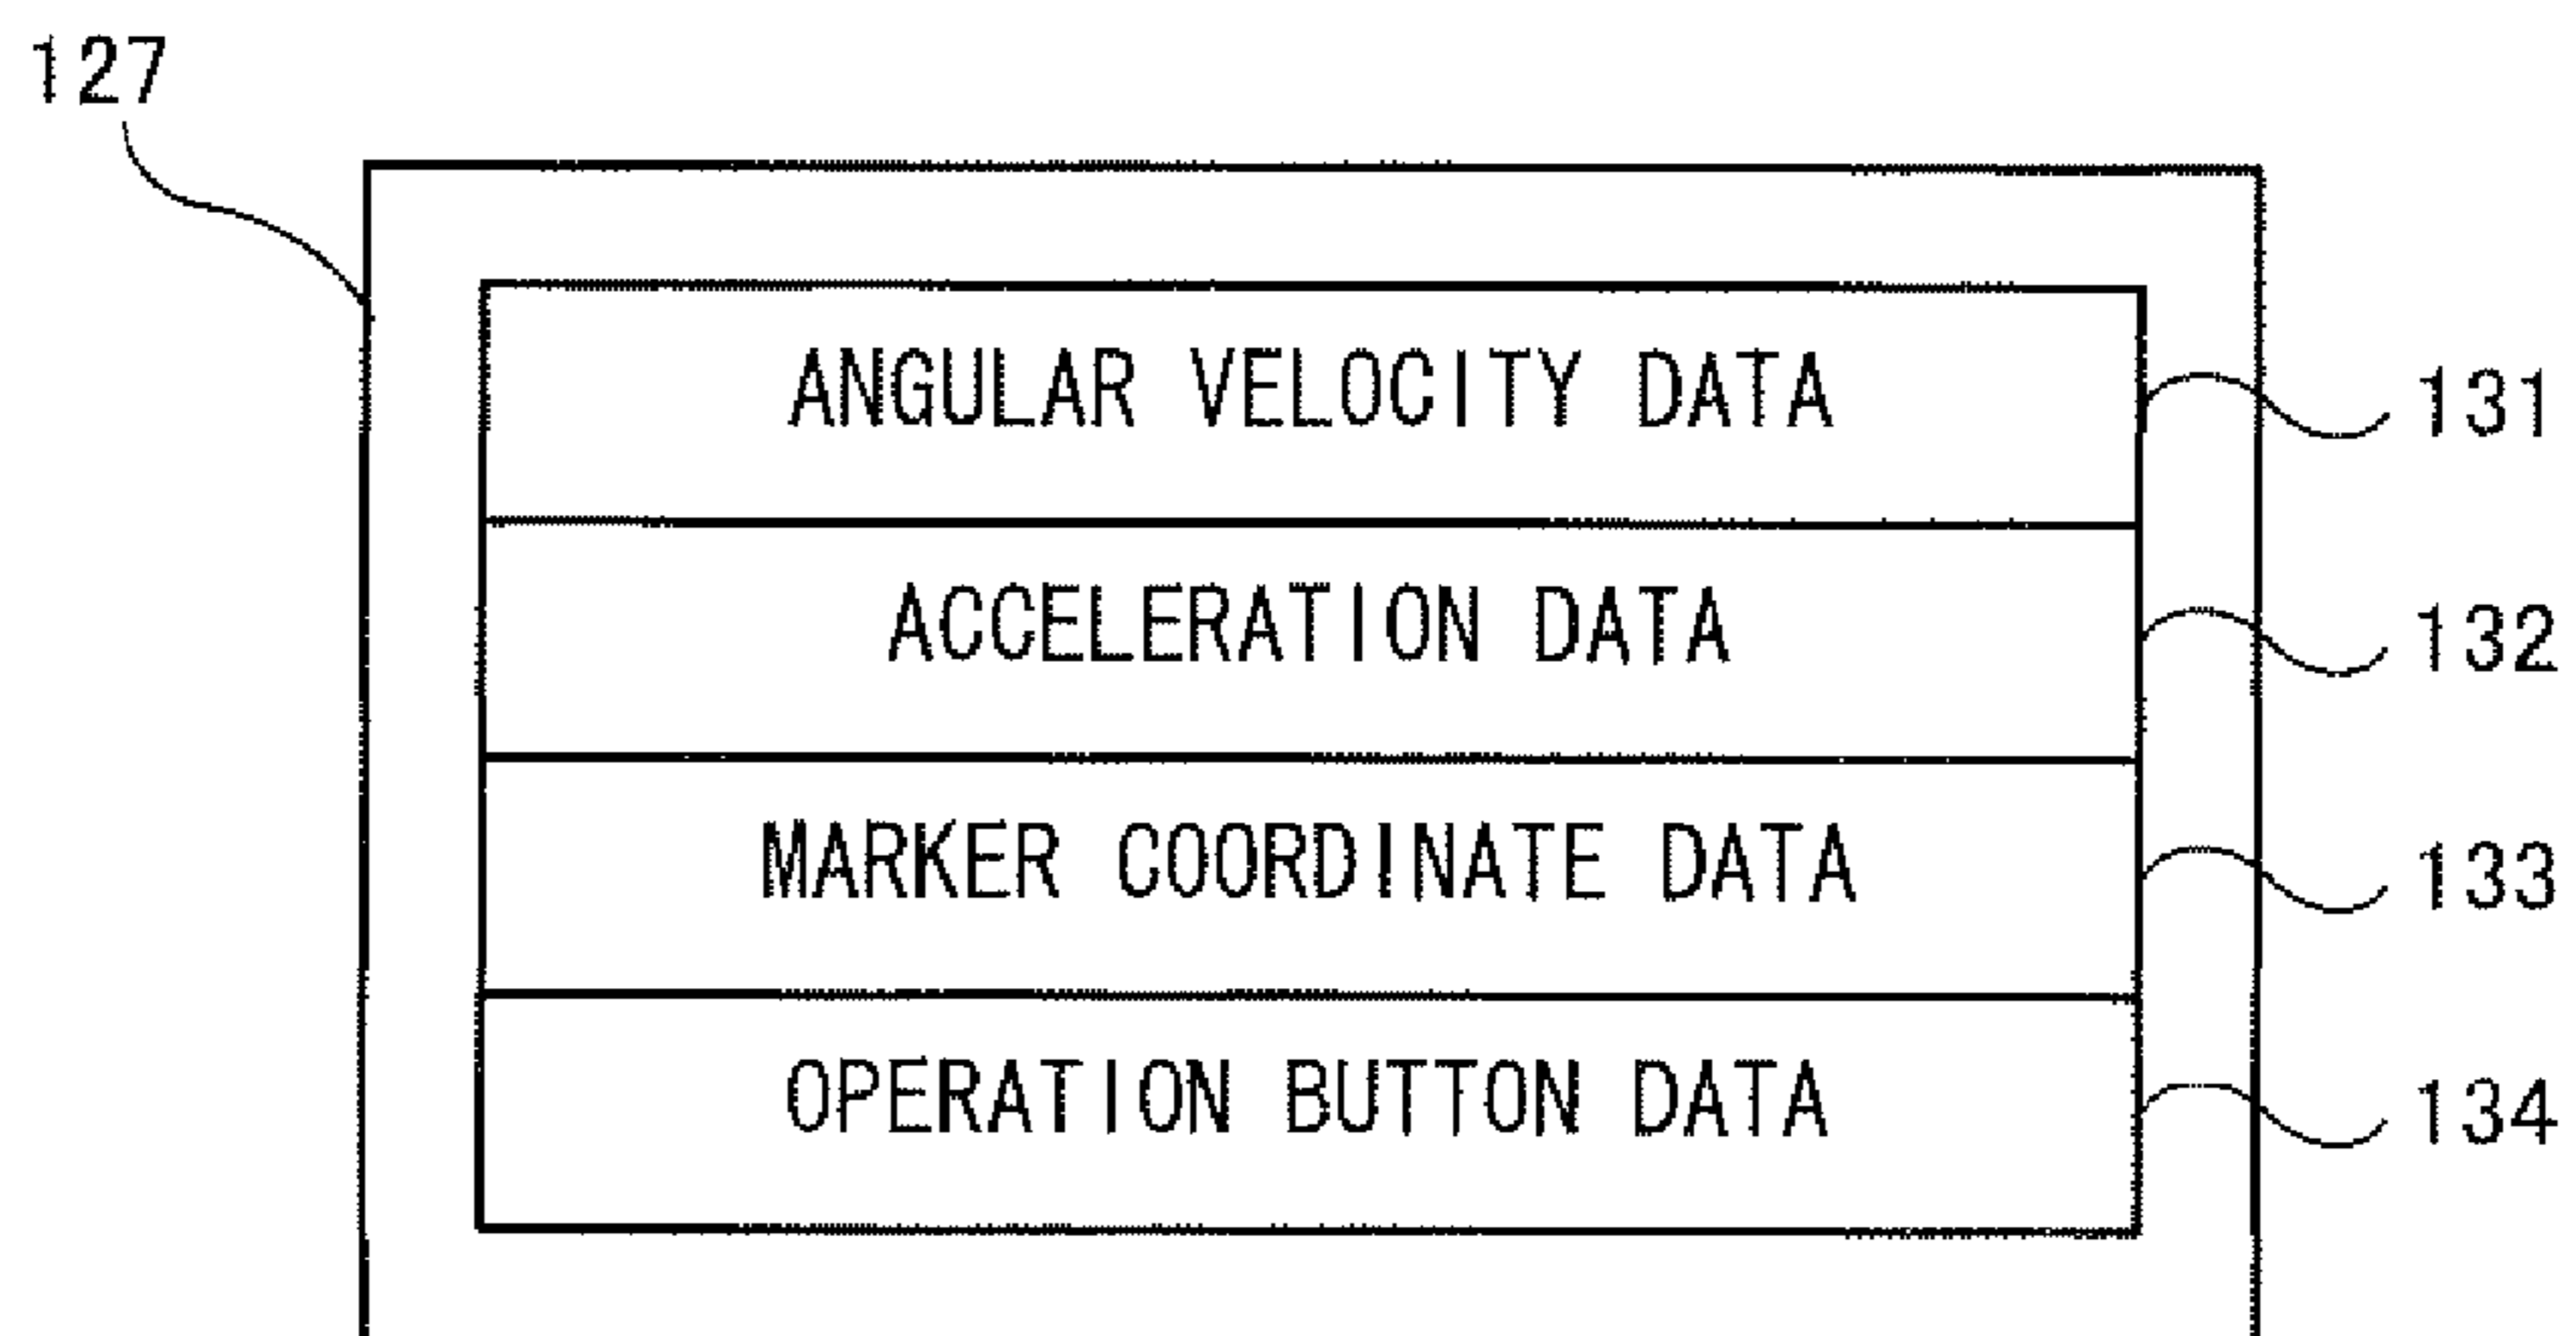 127
ANGULAR VELOCITY DATA 131
ACCELERATION DATA 132
MARKER COORDINATE DATA 133
OPERATION BUTTON DATA 134